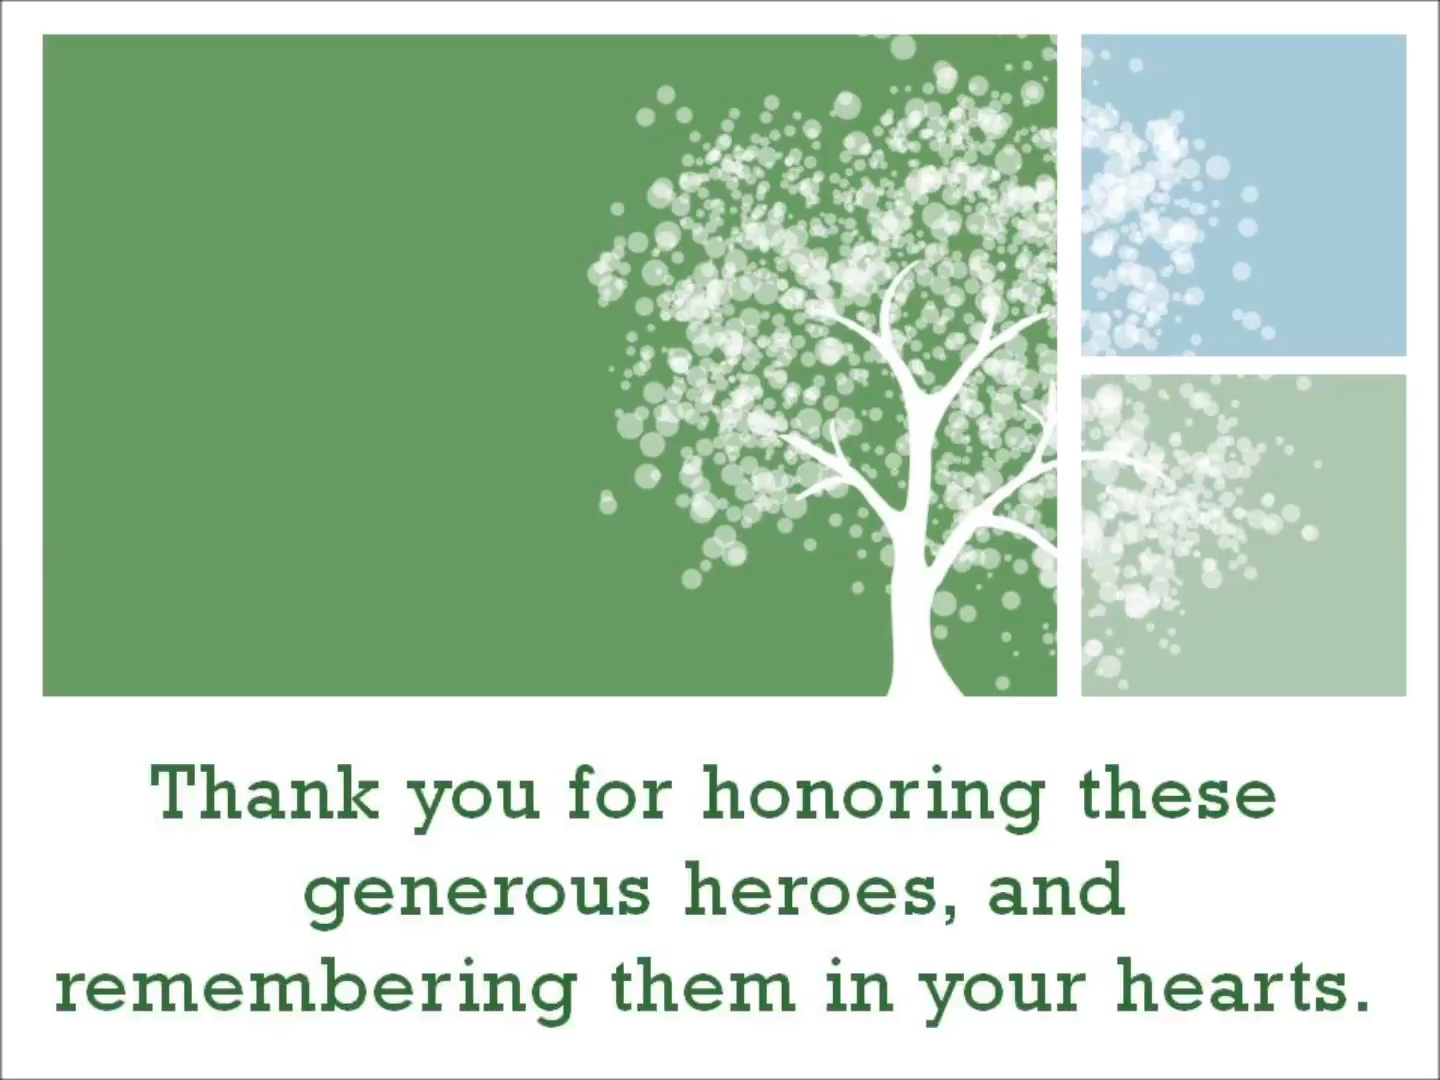 Thank you for honoring these
generous heroes, and
remembering them in your hearts.